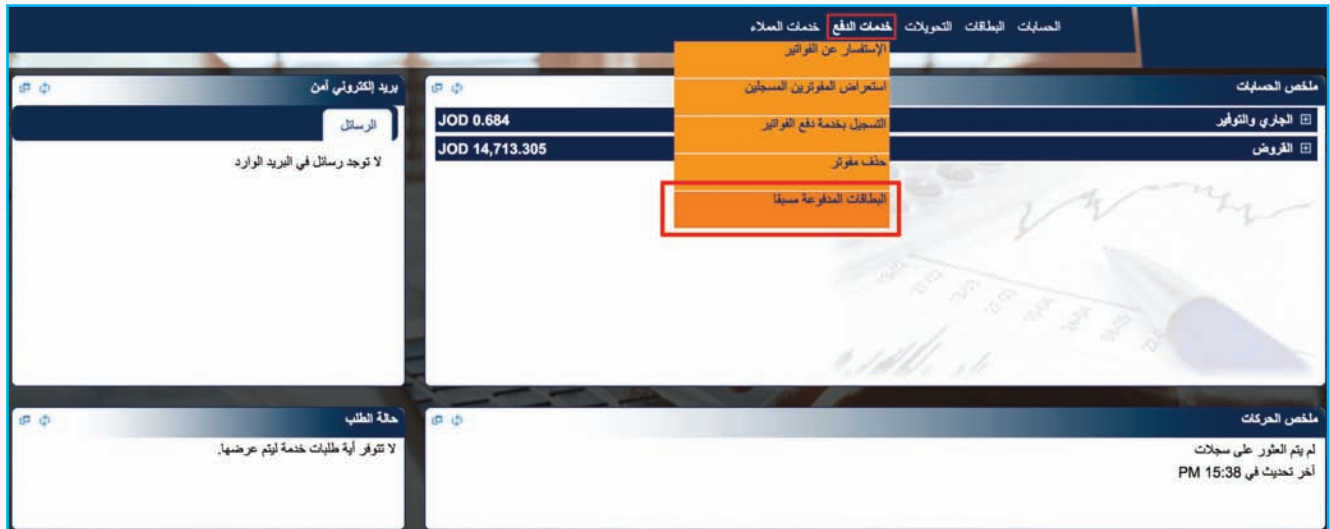 الحسابات البطاقات التحويلات خدمات الدفع خدمات العملاء
الإستفسار عن الفواتير
استعراض المفوترين المسجلين
التسجيل بخدمة دفع الفواتير
حذف مفوتر
البطاقات المدفوعة مسبقا
ملخص الحسابات
الجاري والتوفير JOD 0.684
القروض JOD 14,713.305
بريد إلكتروني آمن
الرسائل
لا توجد رسائل في البريد الوارد
ملخص الحركات
لم يتم العثور على سجلات
أخر تحديث في 15:38 PM
حالة الطلب
لا تتوفر أية طلبات خدمة ليتم عرضها.